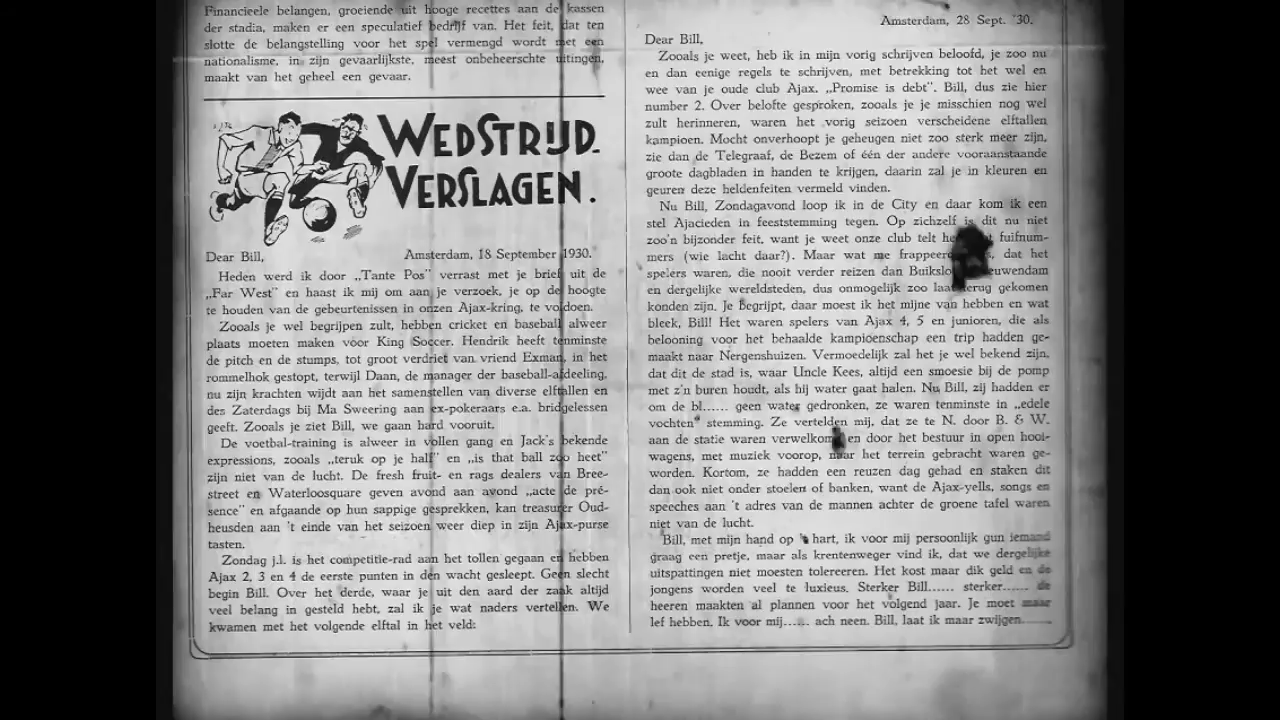 Financieele belangen, groeiende uit hooge recettes aan de kassen
der stadia, maken er een speculatief bedrijf van. Het feit, dat ten
slotte de belangstelling voor het spel vermengd wordt met een
nationalisme, in zijn gevaarlijkste, meest onbeheerschte uitingen,
maakt van het geheel een gevaar.
WEDSTRIJD-
VERSLAGEN.
Dear Bill, Amsterdam, 18 September 1930.
Heden werd ik door „Tante Pos" verrast met je brief uit de
„Far West" en haast ik mij om aan je verzoek, je op de hoogte
te houden van de gebeurtenissen in onzen Ajax-kring, te voldoen.
Zooals je wel begrijpen zult, hebben cricket en baseball alweer
plaats moeten maken voor King Soccer. Hendrik heeft tenminste
de pitch en de stumps, tot groot verdriet van vriend Exman, in het
rommelhok gestopt, terwijl Daan, de manager der baseball-afdeeling,
nu zijn krachten wijdt aan het samenstellen van diverse elftallen en
des Zaterdags bij Ma Sweering aan ex-pokeraars e.a. bridgelessen
geeft. Zooals je ziet Bill, we gaan hard vooruit.
De voetbal-training is alweer in vollen gang en Jack's bekende
expressions, zooals „teruk op je half" en „is that ball zoo heet"
zijn niet van de lucht. De fresh fruit- en rags dealers van Bree-
street en Waterloosquare geven avond aan avond „acte de pré-
sence" en afgaande op hun sappige gesprekken, kan treasurer Oud-
heusden aan 't einde van het seizoen weer diep in zijn Ajax-purse
tasten.
Zondag j.l. is het competitie-rad aan het tollen gegaan en hebben
Ajax 2, 3 en 4 de eerste punten in den wacht gesleept. Geen slecht
begin Bill. Over het derde, waar je uit den aard der zaak altijd
veel belang in gesteld hebt, zal ik je wat naders vertellen. We
kwamen met het volgende elftal in het veld:
Amsterdam, 28 Sept. '30.
Dear Bill,
Zooals je weet, heb ik in mijn vorig schrijven beloofd, je zoo nu
en dan eenige regels te schrijven, met betrekking tot het wel en
wee van je oude club Ajax. „Promise is debt". Bill, dus zie hier
number 2. Over belofte gesproken, zooals je je misschien nog wel
zult herinneren, waren het vorig seizoen verscheidene elftallen
kampioen. Mocht onverhoopt je geheugen niet zoo sterk meer zijn,
zie dan de Telegraaf, de Bezem of één der andere vooraanstaande
groote dagbladen in handen te krijgen, daarin zal je in kleuren en
geuren deze heldenfeiten vermeld vinden.
Nu Bill, Zondagavond loop ik in de City en daar kom ik een
stel Ajacieden in feeststemming tegen. Op zichzelf is dit nu niet
zoo'n bijzonder feit, want je weet onze club telt fuifnum-
mers (wie lacht daar?). Maar wat me dat het
spelers waren, die nooit verder reizen dan
en dergelijke wereldsteden, dus onmogelijk zoo laat terug gekomen
konden zijn. Je begrijpt, daar moest ik het mijne van hebben en wat
bleek, Bill! Het waren spelers van Ajax 4, 5 en junioren, die als
belooning voor het behaalde kampioenschap een trip hadden ge-
maakt naar Nergenshuizen. Vermoedelijk zal het je wel bekend zijn,
dat dit de stad is, waar Uncle Kees, altijd een smoesie bij de pomp
met z'n buren houdt, als hij water gaat halen. Nu Bill, zij hadden er
om de bl...... geen water gedronken, ze waren tenminste in „edele
vochten" stemming. Ze vertelden mij, dat ze te N. door B. & W.
aan de statie waren verwelkomd en door het bestuur in open hooi-
wagens, met muziek voorop, naar het terrein gebracht waren ge-
worden. Kortom, ze hadden een reuzen dag gehad en staken dit
dan ook niet onder stoelen of banken, want de Ajax-yells, songs en
speeches aan 't adres van de mannen achter de groene tafel waren
niet van de lucht.
Bill, met mijn hand op 't hart, ik voor mij persoonlijk gun iemand
graag een pretje, maar als krentenweger vind ik, dat we dergelijke
uitspattingen niet moesten tolereeren. Het kost maar dik geld en de
jongens worden veel te luxieus. Sterker Bill...... sterker...... de
heeren maakten al plannen voor het volgend jaar. Je moet maar
lef hebben. Ik voor mij...... ach neen. Bill, laat ik maar zwijgen......